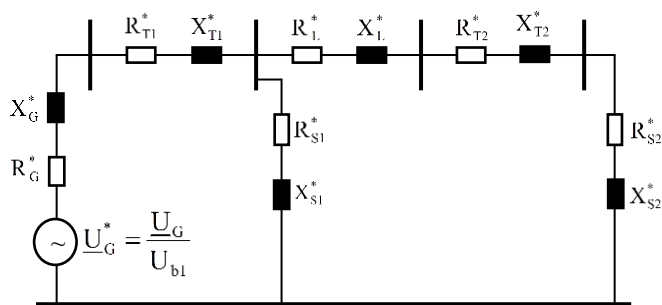 R*T1 X*T1 R*L X*L R*T2 X*T2
X*G
R*S1 R*S2
R*G
X*S1 X*S2
~ U*G = UG / Ub1